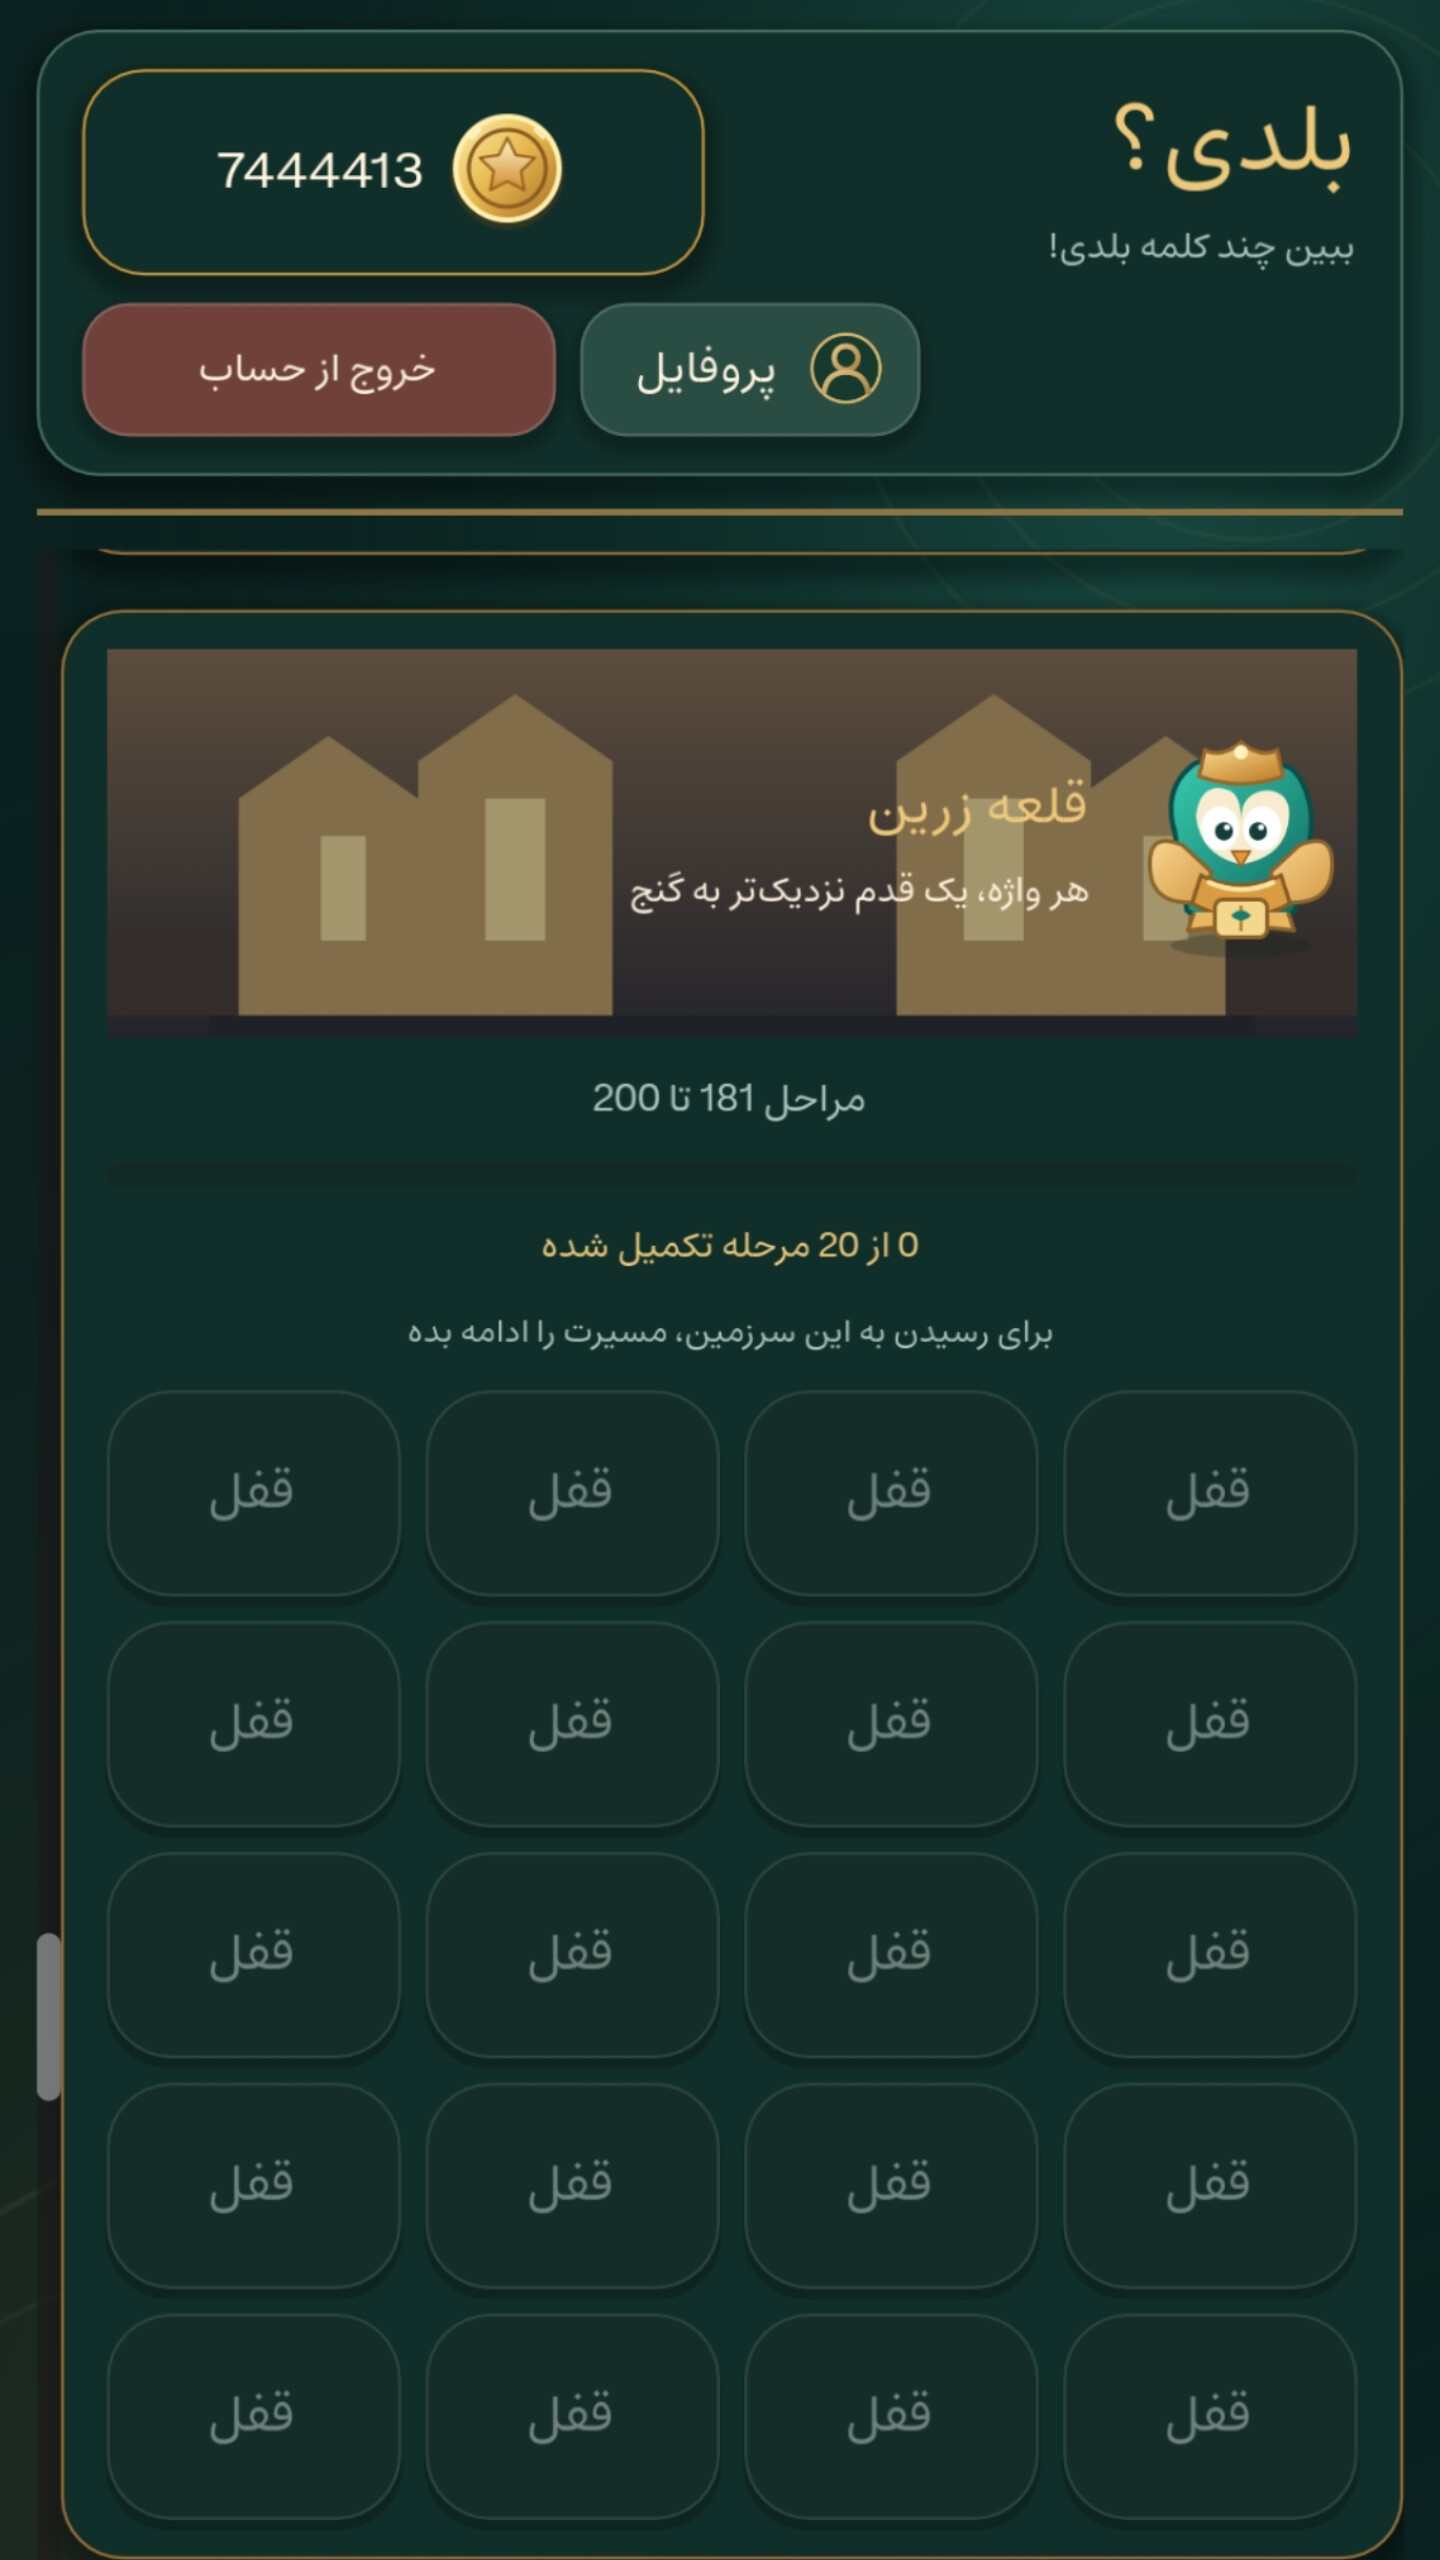 بلدی؟
ببین چند کلمه بلدی!
7444413
پروفایل
خروج از حساب
قلعه زرین
هر واژه، یک قدم نزدیک‌تر به گنج
مراحل 181 تا 200
0 از 20 مرحله تکمیل شده
برای رسیدن به این سرزمین، مسیرت را ادامه بده
قفل قفل قفل قفل
قفل قفل قفل قفل
قفل قفل قفل قفل
قفل قفل قفل قفل
قفل قفل قفل قفل